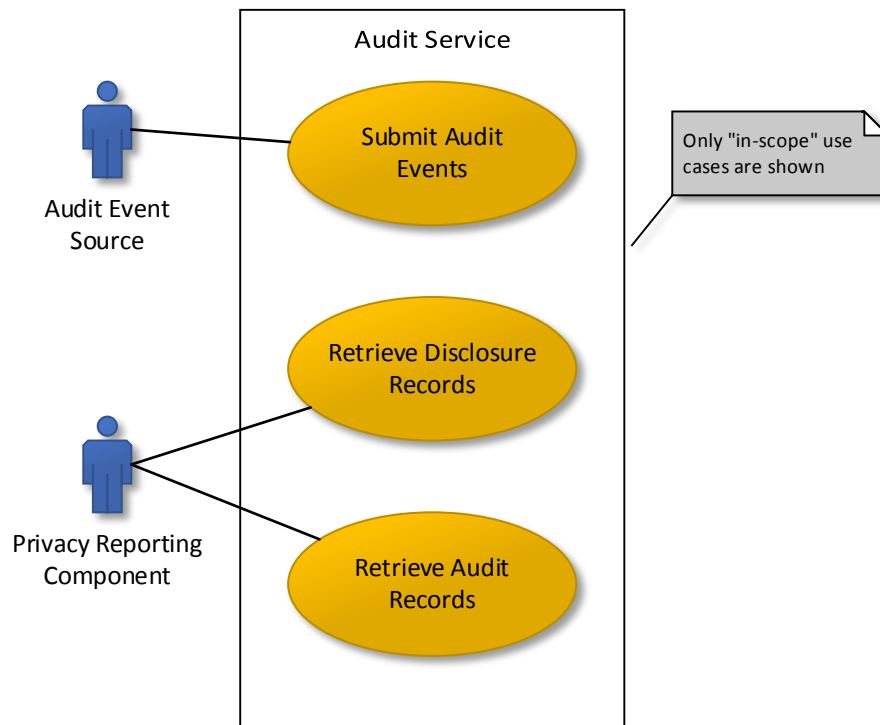 Audit Service
Submit Audit
Events
Only "in-scope" use
cases are shown
Audit Event
Source
Retrieve Disclosure
Records
Privacy Reporting
Component
Retrieve Audit
Records